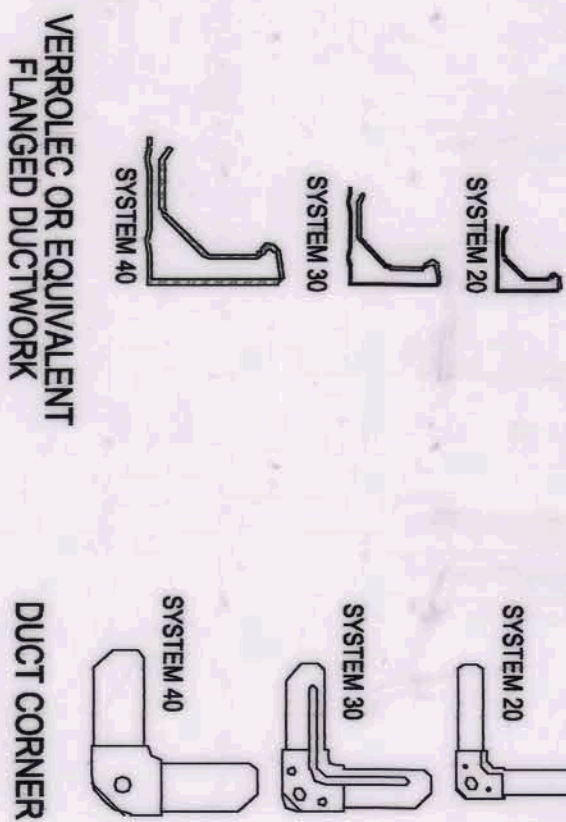 SYSTEM 20
SYSTEM 30
SYSTEM 40
VERROLEC OR EQUIVALENT
FLANGED DUCTWORK
SYSTEM 20
SYSTEM 30
SYSTEM 40
DUCT CORNER